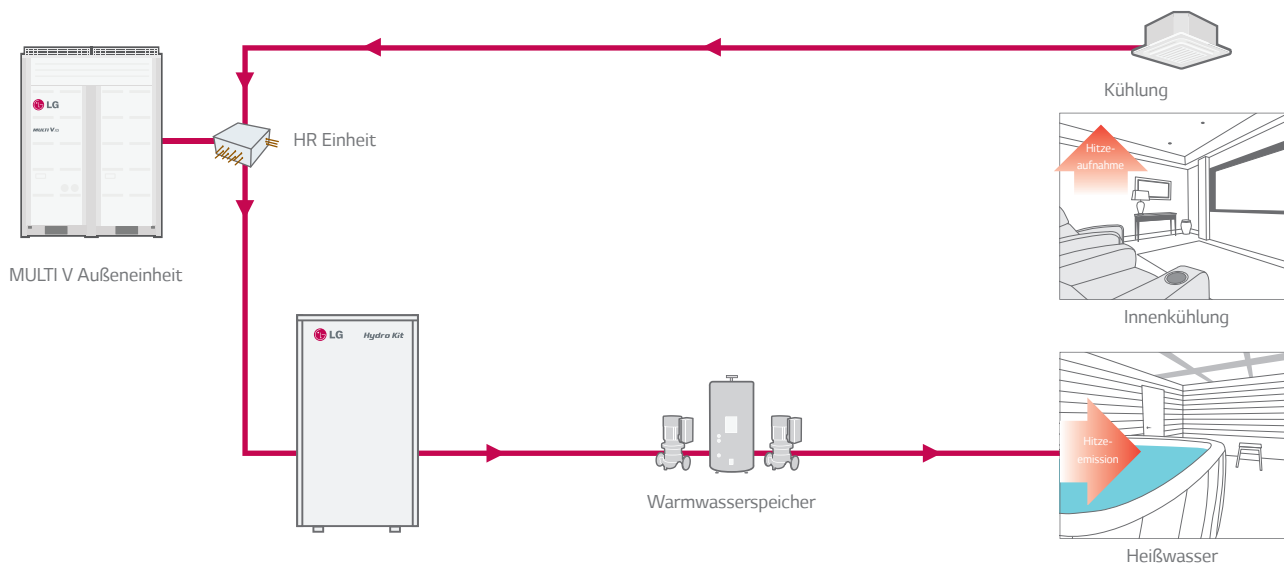 Kühlung
LG
MULTI V
HR Einheit
Hitze-
aufnahme
MULTI V Außeneinheit
Innenkühlung
LG Hydro Kit
Hitze-
emission
Warmwasserspeicher
Heißwasser